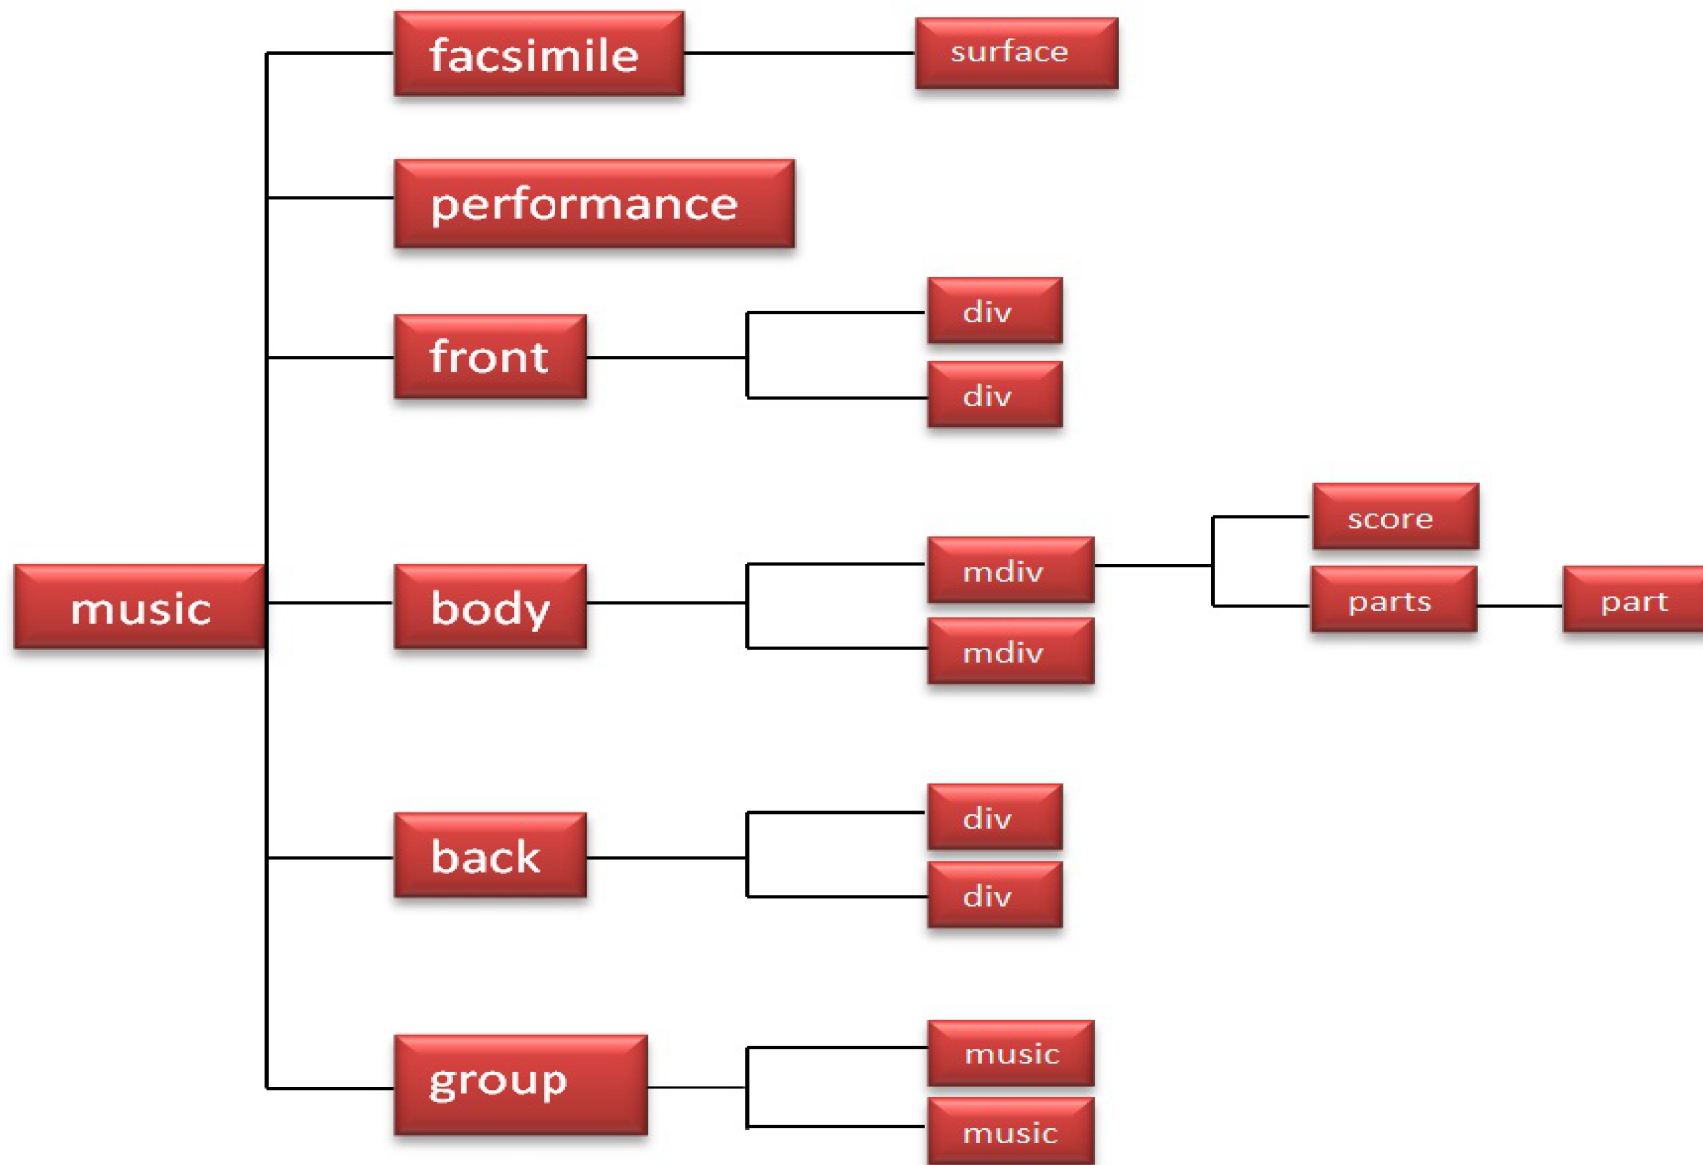 facsimile
surface
performance
front
div
div
music
body
mdiv
mdiv
score
parts
part
back
div
div
group
music
music